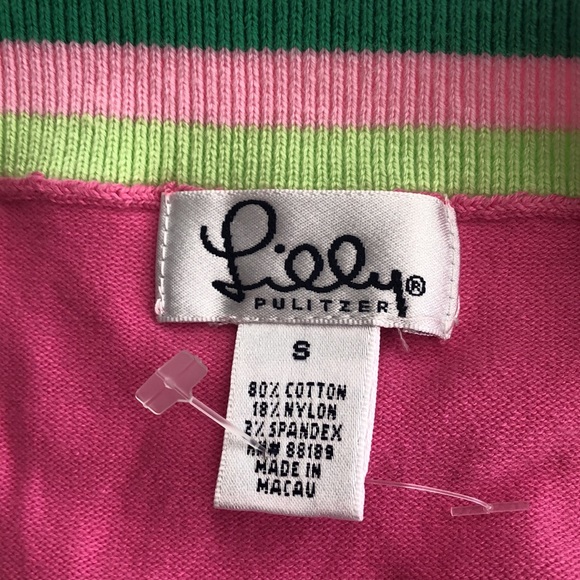 Lilly®
PULITZER
S
80% COTTON
18% NYLON
2% SPANDEX
RN# 88189
MADE IN
MACAU